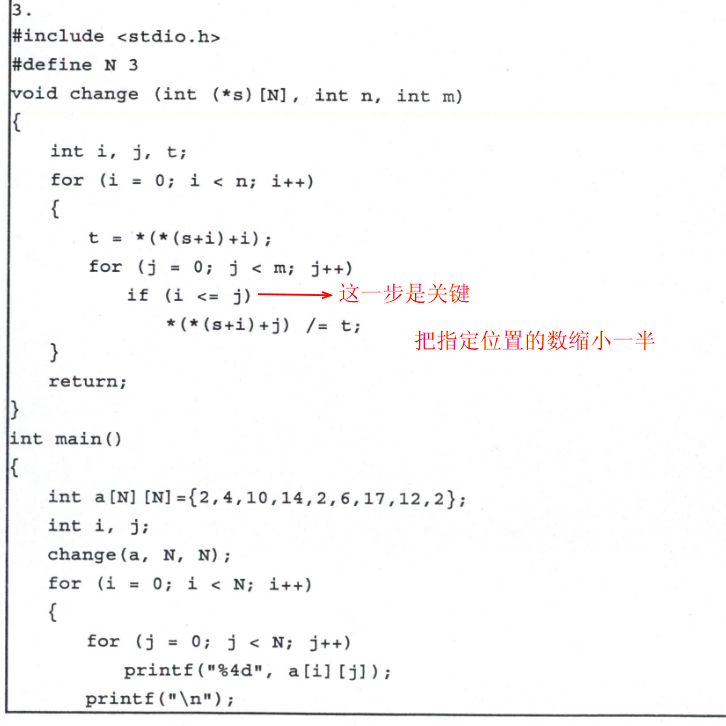 3.
#include <stdio.h>
#define N 3
void change (int (*s)[N], int n, int m)
{
int i, j, t;
for (i = 0; i < n; i++)
{
t = *(*(s+i)+i);
for (j = 0; j < m; j++)
if (i <= j) 这一步是关键
*(*(s+i)+j) /= t;
把指定位置的数缩小一半
}
return;
}
int main()
{
int a[N][N]={2,4,10,14,2,6,17,12,2};
int i, j;
change(a, N, N);
for (i = 0; i < N; i++)
{
for (j = 0; j < N; j++)
printf("%4d", a[i][j]);
printf("\n");